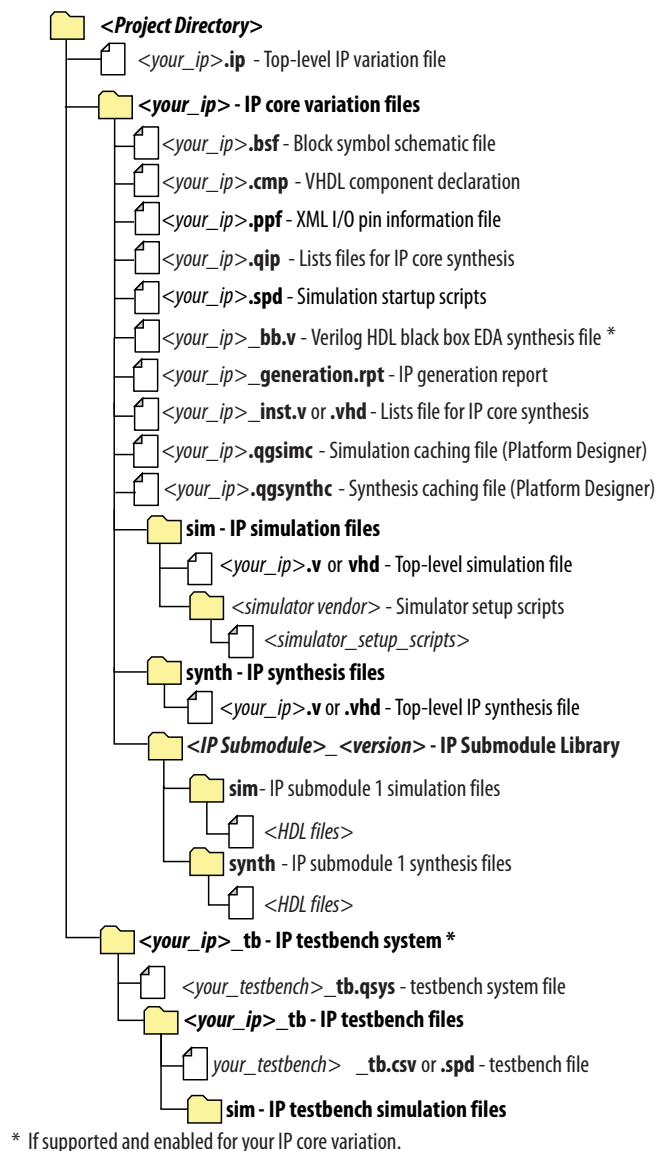 <Project Directory>
<your_ip>.ip - Top-level IP variation file
<your_ip> - IP core variation files
<your_ip>.bsf - Block symbol schematic file
<your_ip>.cmp - VHDL component declaration
<your_ip>.ppf - XML I/O pin information file
<your_ip>.qip - Lists files for IP core synthesis
<your_ip>.spd - Simulation startup scripts
<your_ip>_bb.v - Verilog HDL black box EDA synthesis file *
<your_ip>_generation.rpt - IP generation report
<your_ip>_inst.v or .vhd - Lists file for IP core synthesis
<your_ip>.qgsimc - Simulation caching file (Platform Designer)
<your_ip>.qgsynthc - Synthesis caching file (Platform Designer)
sim - IP simulation files
<your_ip>.v or vhd - Top-level simulation file
<simulator vendor> - Simulator setup scripts
<simulator_setup_scripts>
synth - IP synthesis files
<your_ip>.v or .vhd - Top-level IP synthesis file
<IP Submodule>_<version> - IP Submodule Library
sim- IP submodule 1 simulation files
<HDL files>
synth - IP submodule 1 synthesis files
<HDL files>
<your_ip>_tb - IP testbench system *
<your_testbench>_tb.qsys - testbench system file
<your_ip>_tb - IP testbench files
your_testbench> _tb.csv or .spd - testbench file
sim - IP testbench simulation files
* If supported and enabled for your IP core variation.